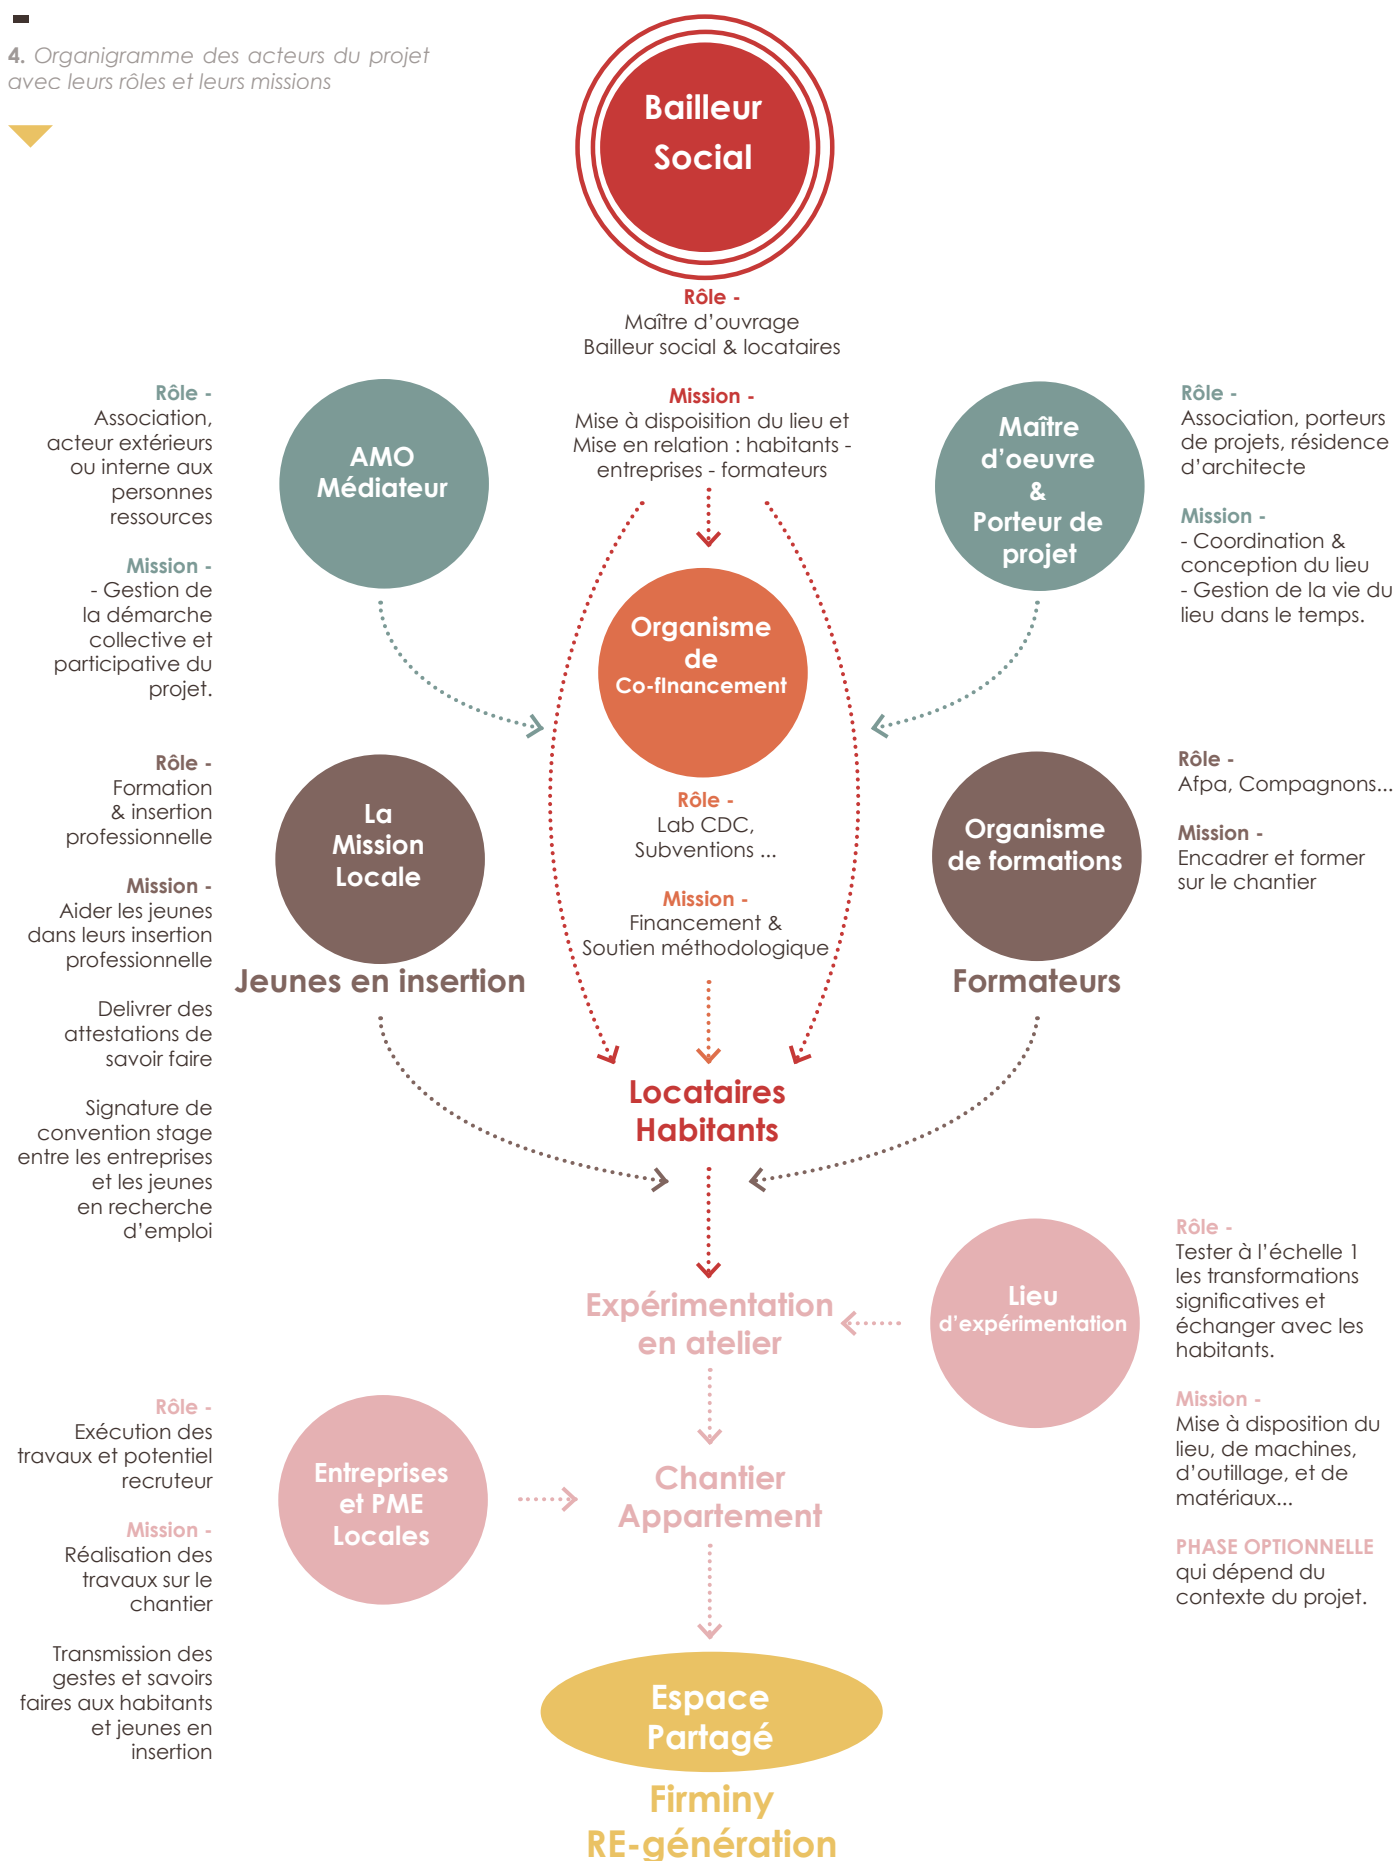 4. Organigramme des acteurs du projet
avec leurs rôles et leurs missions
Bailleur
Social
Rôle -
Maître d'ouvrage
Bailleur social & locataires
Mission -
Mise à dispoisition du lieu et
Mise en relation : habitants -
entreprises - formateurs
Rôle -
Association,
acteur extérieurs
ou interne aux
personnes
ressources
Mission -
- Gestion de
la démarche
collective et
participative du
projet.
AMO
Médiateur
Maître
d'oeuvre
&
Porteur de
projet
Rôle -
Association, porteurs
de projets, résidence
d'architecte
Mission -
- Coordination &
conception du lieu
- Gestion de la vie du
lieu dans le temps.
Organisme
de
Co-fInancement
Rôle -
Lab CDC,
Subventions ...
Mission -
Financement &
Soutien méthodologique
Rôle -
Formation
& insertion
professionnelle
Mission -
Aider les jeunes
dans leurs insertion
professionnelle
Delivrer des
attestations de
savoir faire
Signature de
convention stage
entre les entreprises
et les jeunes
en recherche
d'emploi
La
Mission
Locale
Jeunes en insertion
Organisme
de formations
Formateurs
Rôle -
Afpa, Compagnons...
Mission -
Encadrer et former
sur le chantier
Locataires
Habitants
Expérimentation
en atelier
Lieu
d'expérimentation
Rôle -
Tester à l'échelle 1
les transformations
significatives et
échanger avec les
habitants.
Mission -
Mise à disposition du
lieu, de machines,
d'outillage, et de
matériaux...
PHASE OPTIONNELLE
qui dépend du
contexte du projet.
Rôle -
Exécution des
travaux et potentiel
recruteur
Mission -
Réalisation des
travaux sur le
chantier
Transmission des
gestes et savoirs
faires aux habitants
et jeunes en
insertion
Entreprises
et PME
Locales
Chantier
Appartement
Espace
Partagé
Firminy
RE-génération